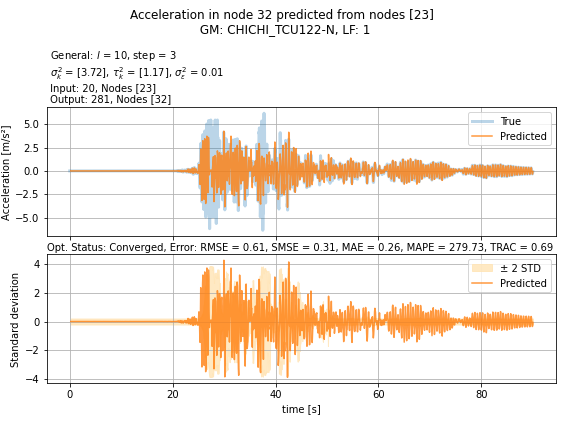 Acceleration in node 32 predicted from nodes [23]
GM: CHICHI_TCU122-N, LF: 1
General: l = 10, step = 3
σ²ₖ = [3.72], τ²ₖ = [1.17], σ²ε = 0.01
Input: 20, Nodes [23]
Output: 281, Nodes [32]
Acceleration [m/s²]
5.0
2.5
0.0
−2.5
−5.0
True
Predicted
Opt. Status: Converged, Error: RMSE = 0.61, SMSE = 0.31, MAE = 0.26, MAPE = 279.73, TRAC = 0.69
Standard deviation
4
2
0
−2
−4
± 2 STD
Predicted
0 20 40 60 80
time [s]